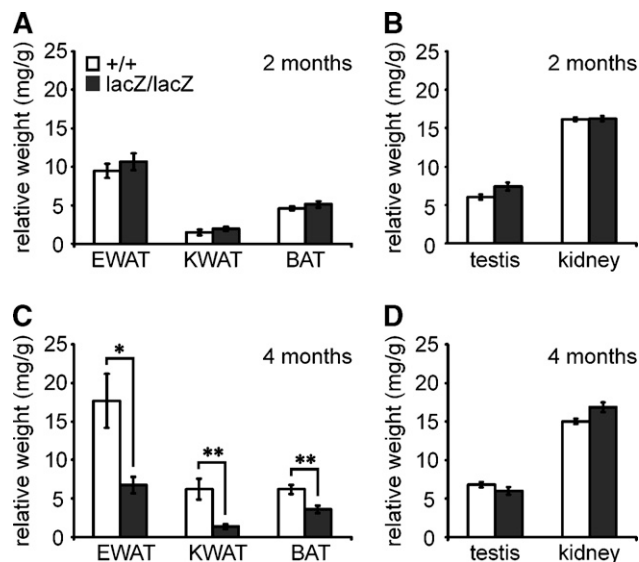 A
relative weight (mg/g)
25
20
15
10
5
0
+/+
lacZ/lacZ
2 months
EWAT KWAT BAT
B
relative weight (mg/g)
25
20
15
10
5
0
2 months
testis kidney
C
relative weight (mg/g)
25
20
15
10
5
0
4 months
*
**
**
EWAT KWAT BAT
D
relative weight (mg/g)
25
20
15
10
5
0
4 months
testis kidney